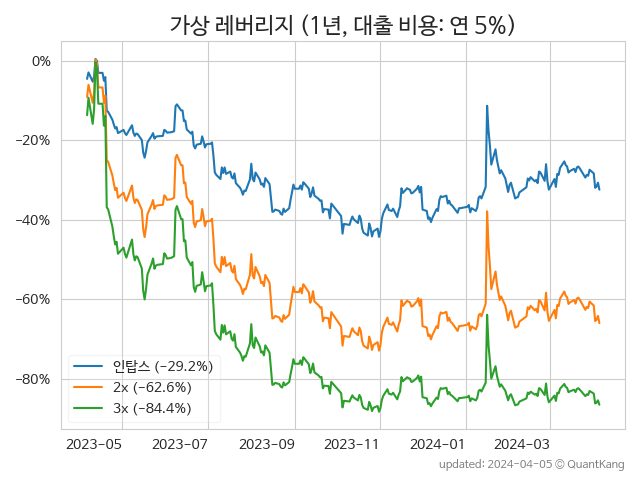 가상 레버리지 (1년, 대출 비용: 연 5%)
0%
−20%
−40%
−60%
−80%
인탑스 (−29.2%)
2x (−62.6%)
3x (−84.4%)
2023-05 2023-07 2023-09 2023-11 2024-01 2024-03
updated: 2024-04-05 © QuantKang